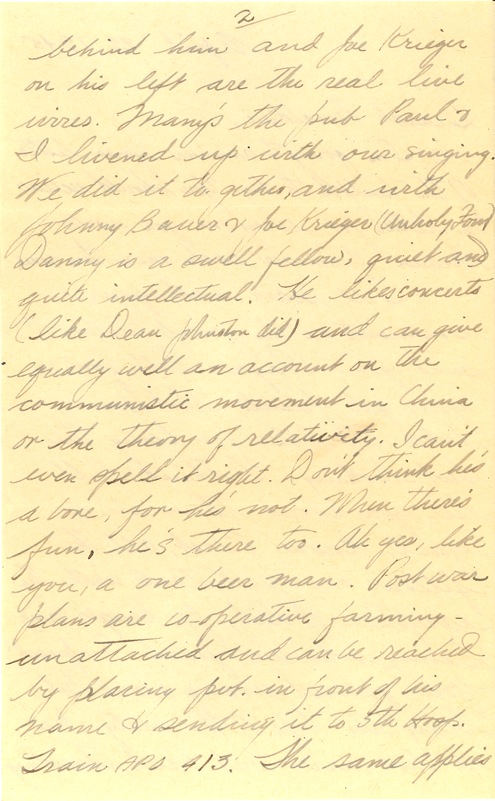 2
behind him and Joe Krieger
on his left are the real live
wires. Many's the pub Paul &
I livened up with our singing.
We did it to gether, and with
Johnny Bauer & Joe Krieger (Unholy Four)
Danny is a swell fellow, quiet and
quite intellectual. He likes concerts
(like Dean Johnston did) and can give
equally well an account on the
communistic movement in China
or the theory of relativity. I can't
even spell it right. Don't think he's
a bore, for he's not. When there's
fun, he's there too. Ah yes, like
you, a one beer man. Post war
plans are co-operative farming -
unattached and can be reached
by placing pvt. in front of his
name & sending it to 5th Hosp.
Train APO 413. The same applies